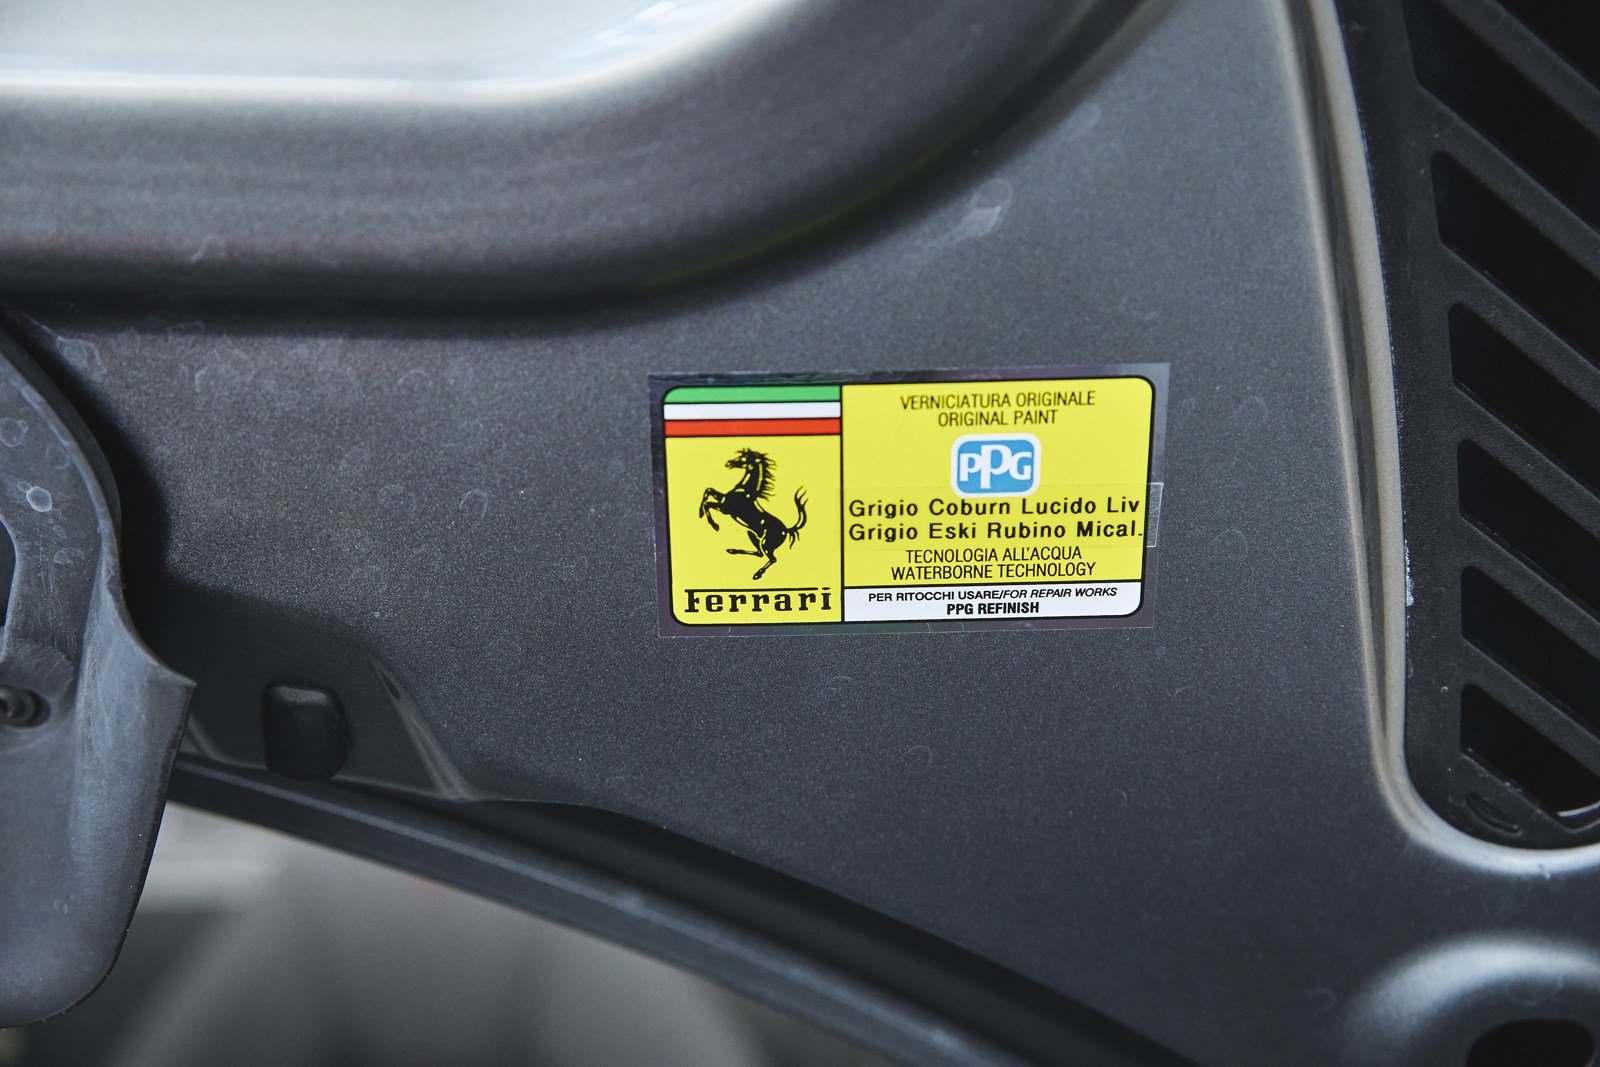 Ferrari
VERNICIATURA ORIGINALE
ORIGINAL PAINT
PPG
Grigio Coburn Lucido Liv
Grigio Eski Rubino Mical.
TECNOLOGIA ALL'ACQUA
WATERBORNE TECHNOLOGY
PER RITOCCHI USARE/FOR REPAIR WORKS
PPG REFINISH